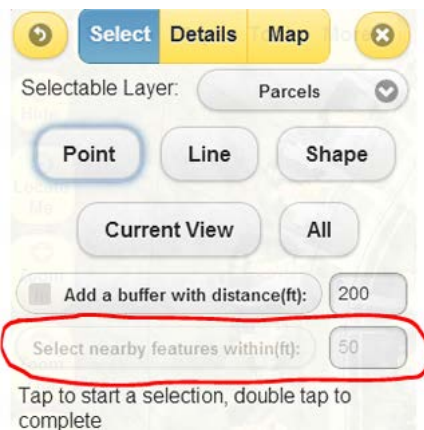 Select Details Map
Selectable Layer: Parcels
Point Line Shape
Current View All
Add a buffer with distance(ft): 200
Select nearby features within(ft): 50
Tap to start a selection, double tap to
complete